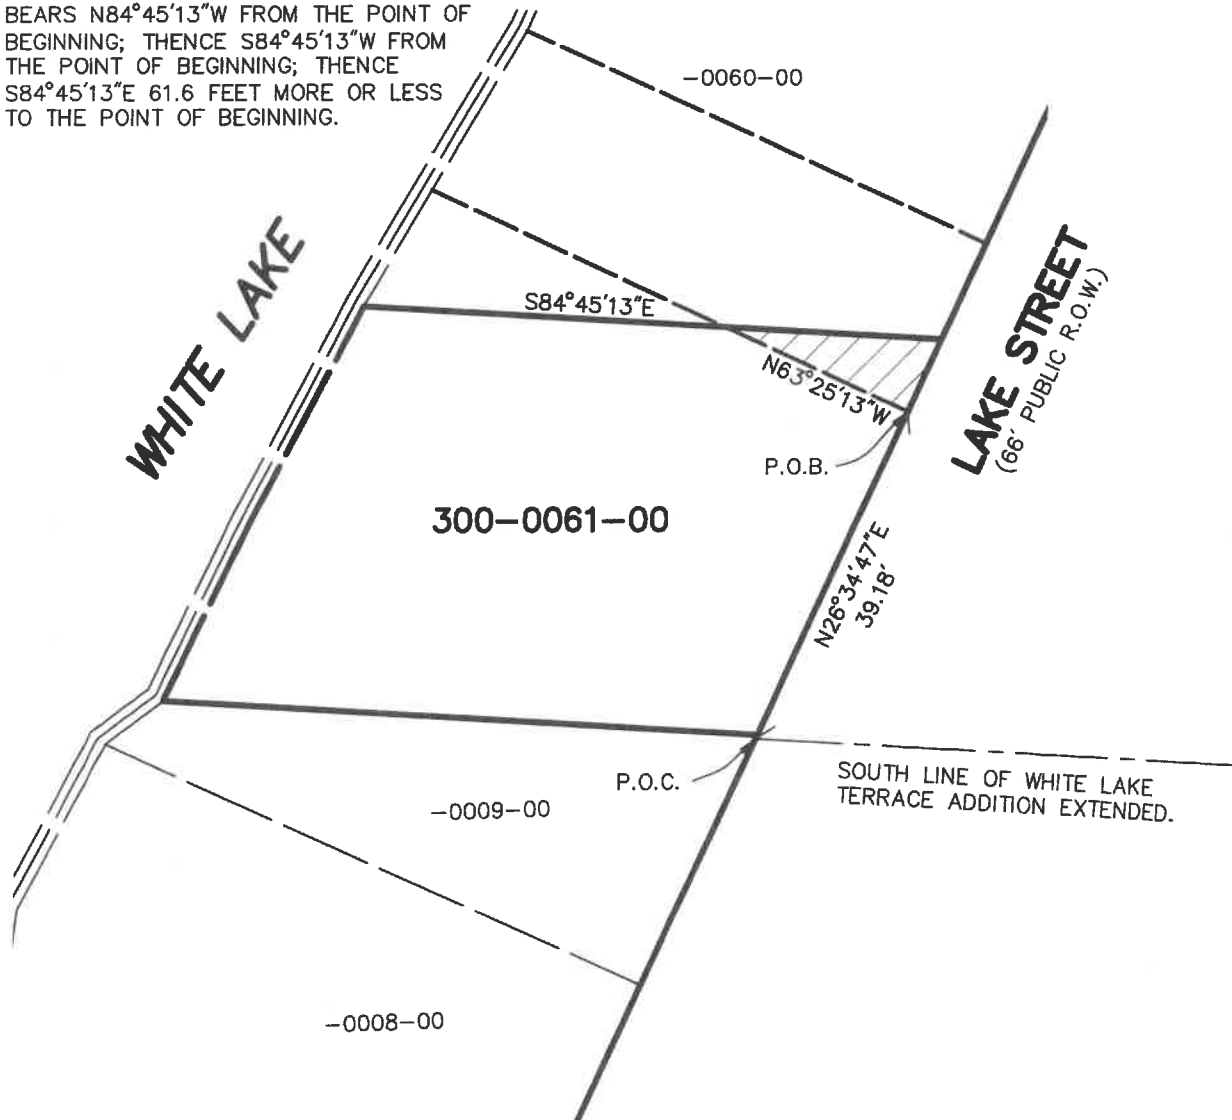 BEARS N84°45'13"W FROM THE POINT OF
BEGINNING; THENCE S84°45'13"W FROM
THE POINT OF BEGINNING; THENCE
S84°45'13"E 61.6 FEET MORE OR LESS
TO THE POINT OF BEGINNING.
-0060-00
WHITE LAKE
S84°45'13"E
LAKE STREET
(66' PUBLIC R.O.W.)
N63°25'13"W
P.O.B.
300-0061-00
N26°34'47"E
39.18'
P.O.C.
SOUTH LINE OF WHITE LAKE
TERRACE ADDITION EXTENDED.
-0009-00
-0008-00